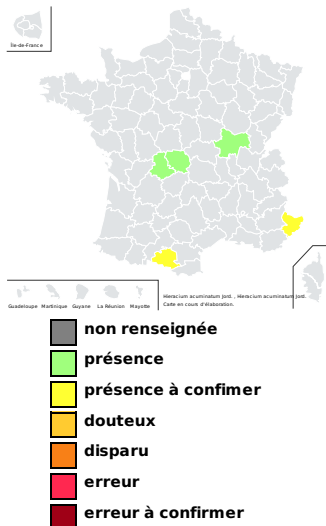 Île-de-France
Guadeloupe Martinique Guyane La Réunion Mayotte
Hieracium acuminatum Jord. , Hieracium acuminatum Jord.
Carte en cours d'élaboration.
non renseignée
présence
présence à confimer
douteux
disparu
erreur
erreur à confirmer